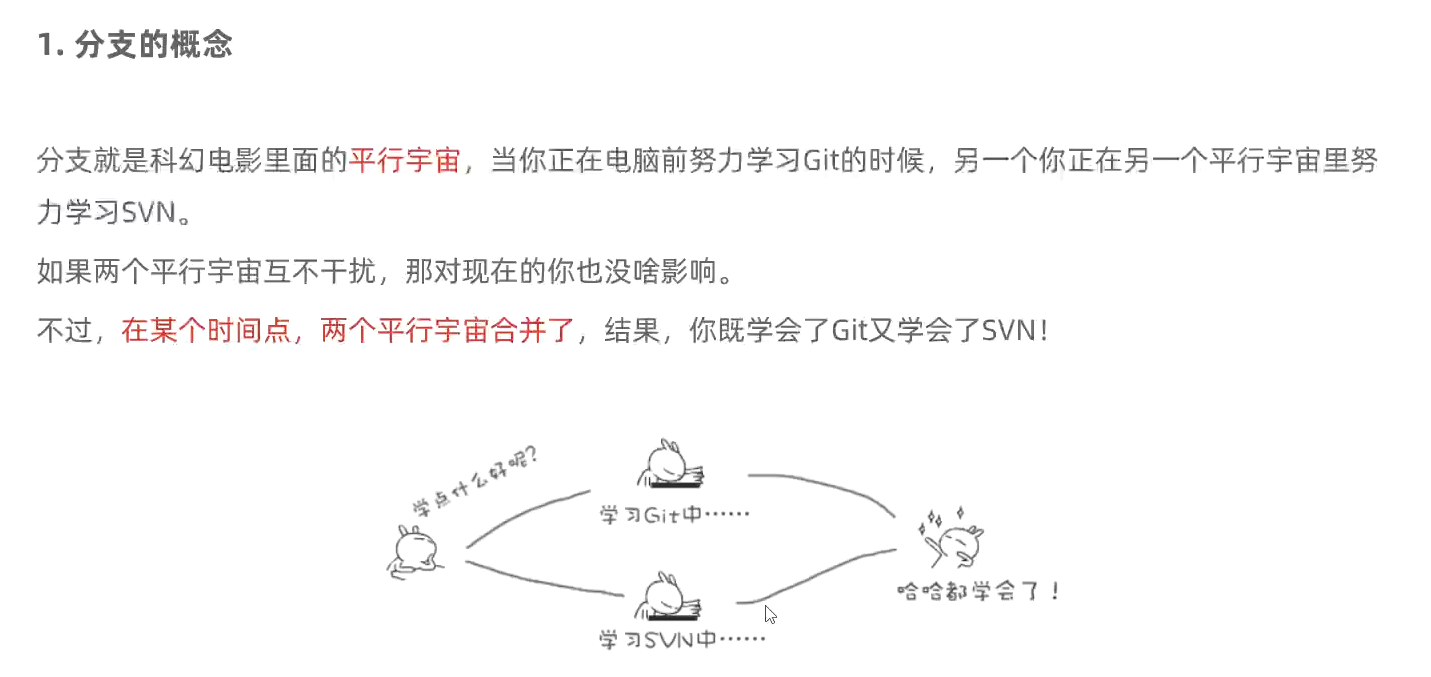 1. 分支的概念
分支就是科幻电影里面的平行宇宙，当你正在电脑前努力学习Git的时候，另一个你正在另一个平行宇宙里努
力学习SVN。
如果两个平行宇宙互不干扰，那对现在的你也没啥影响。
不过，在某个时间点，两个平行宇宙合并了，结果，你既学会了Git又学会了SVN！
学点什么好呢？
学习Git中……
哈哈都学会了！
学习SVN中……